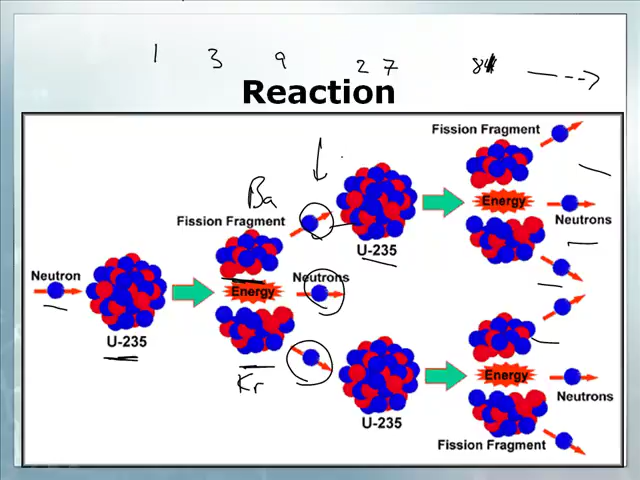 1 3 9 27 8
Reaction
Fission Fragment
Ba
Energy
Fission Fragment
Neutrons
U-235
Neutron
Neutrons
Energy
U-235
Kr
Energy
Neutrons
U-235
Fission Fragment